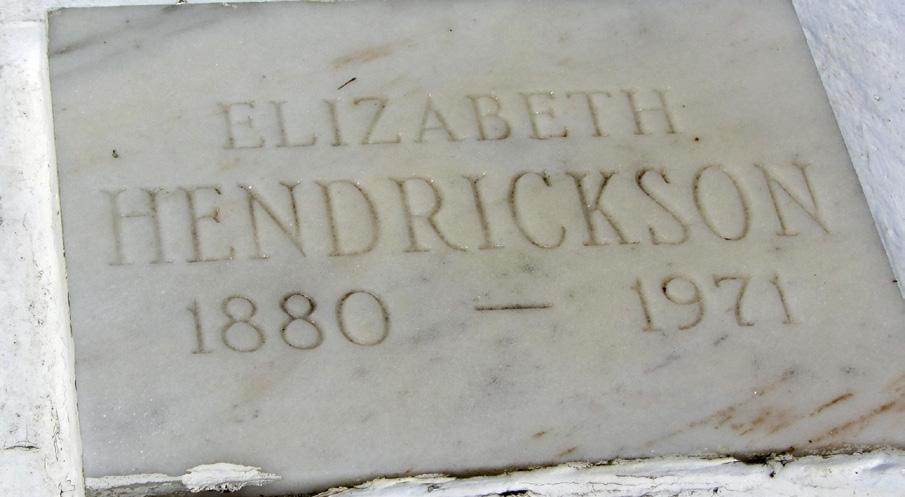 ELIZABETH
HENDRICKSON
1880 — 1971